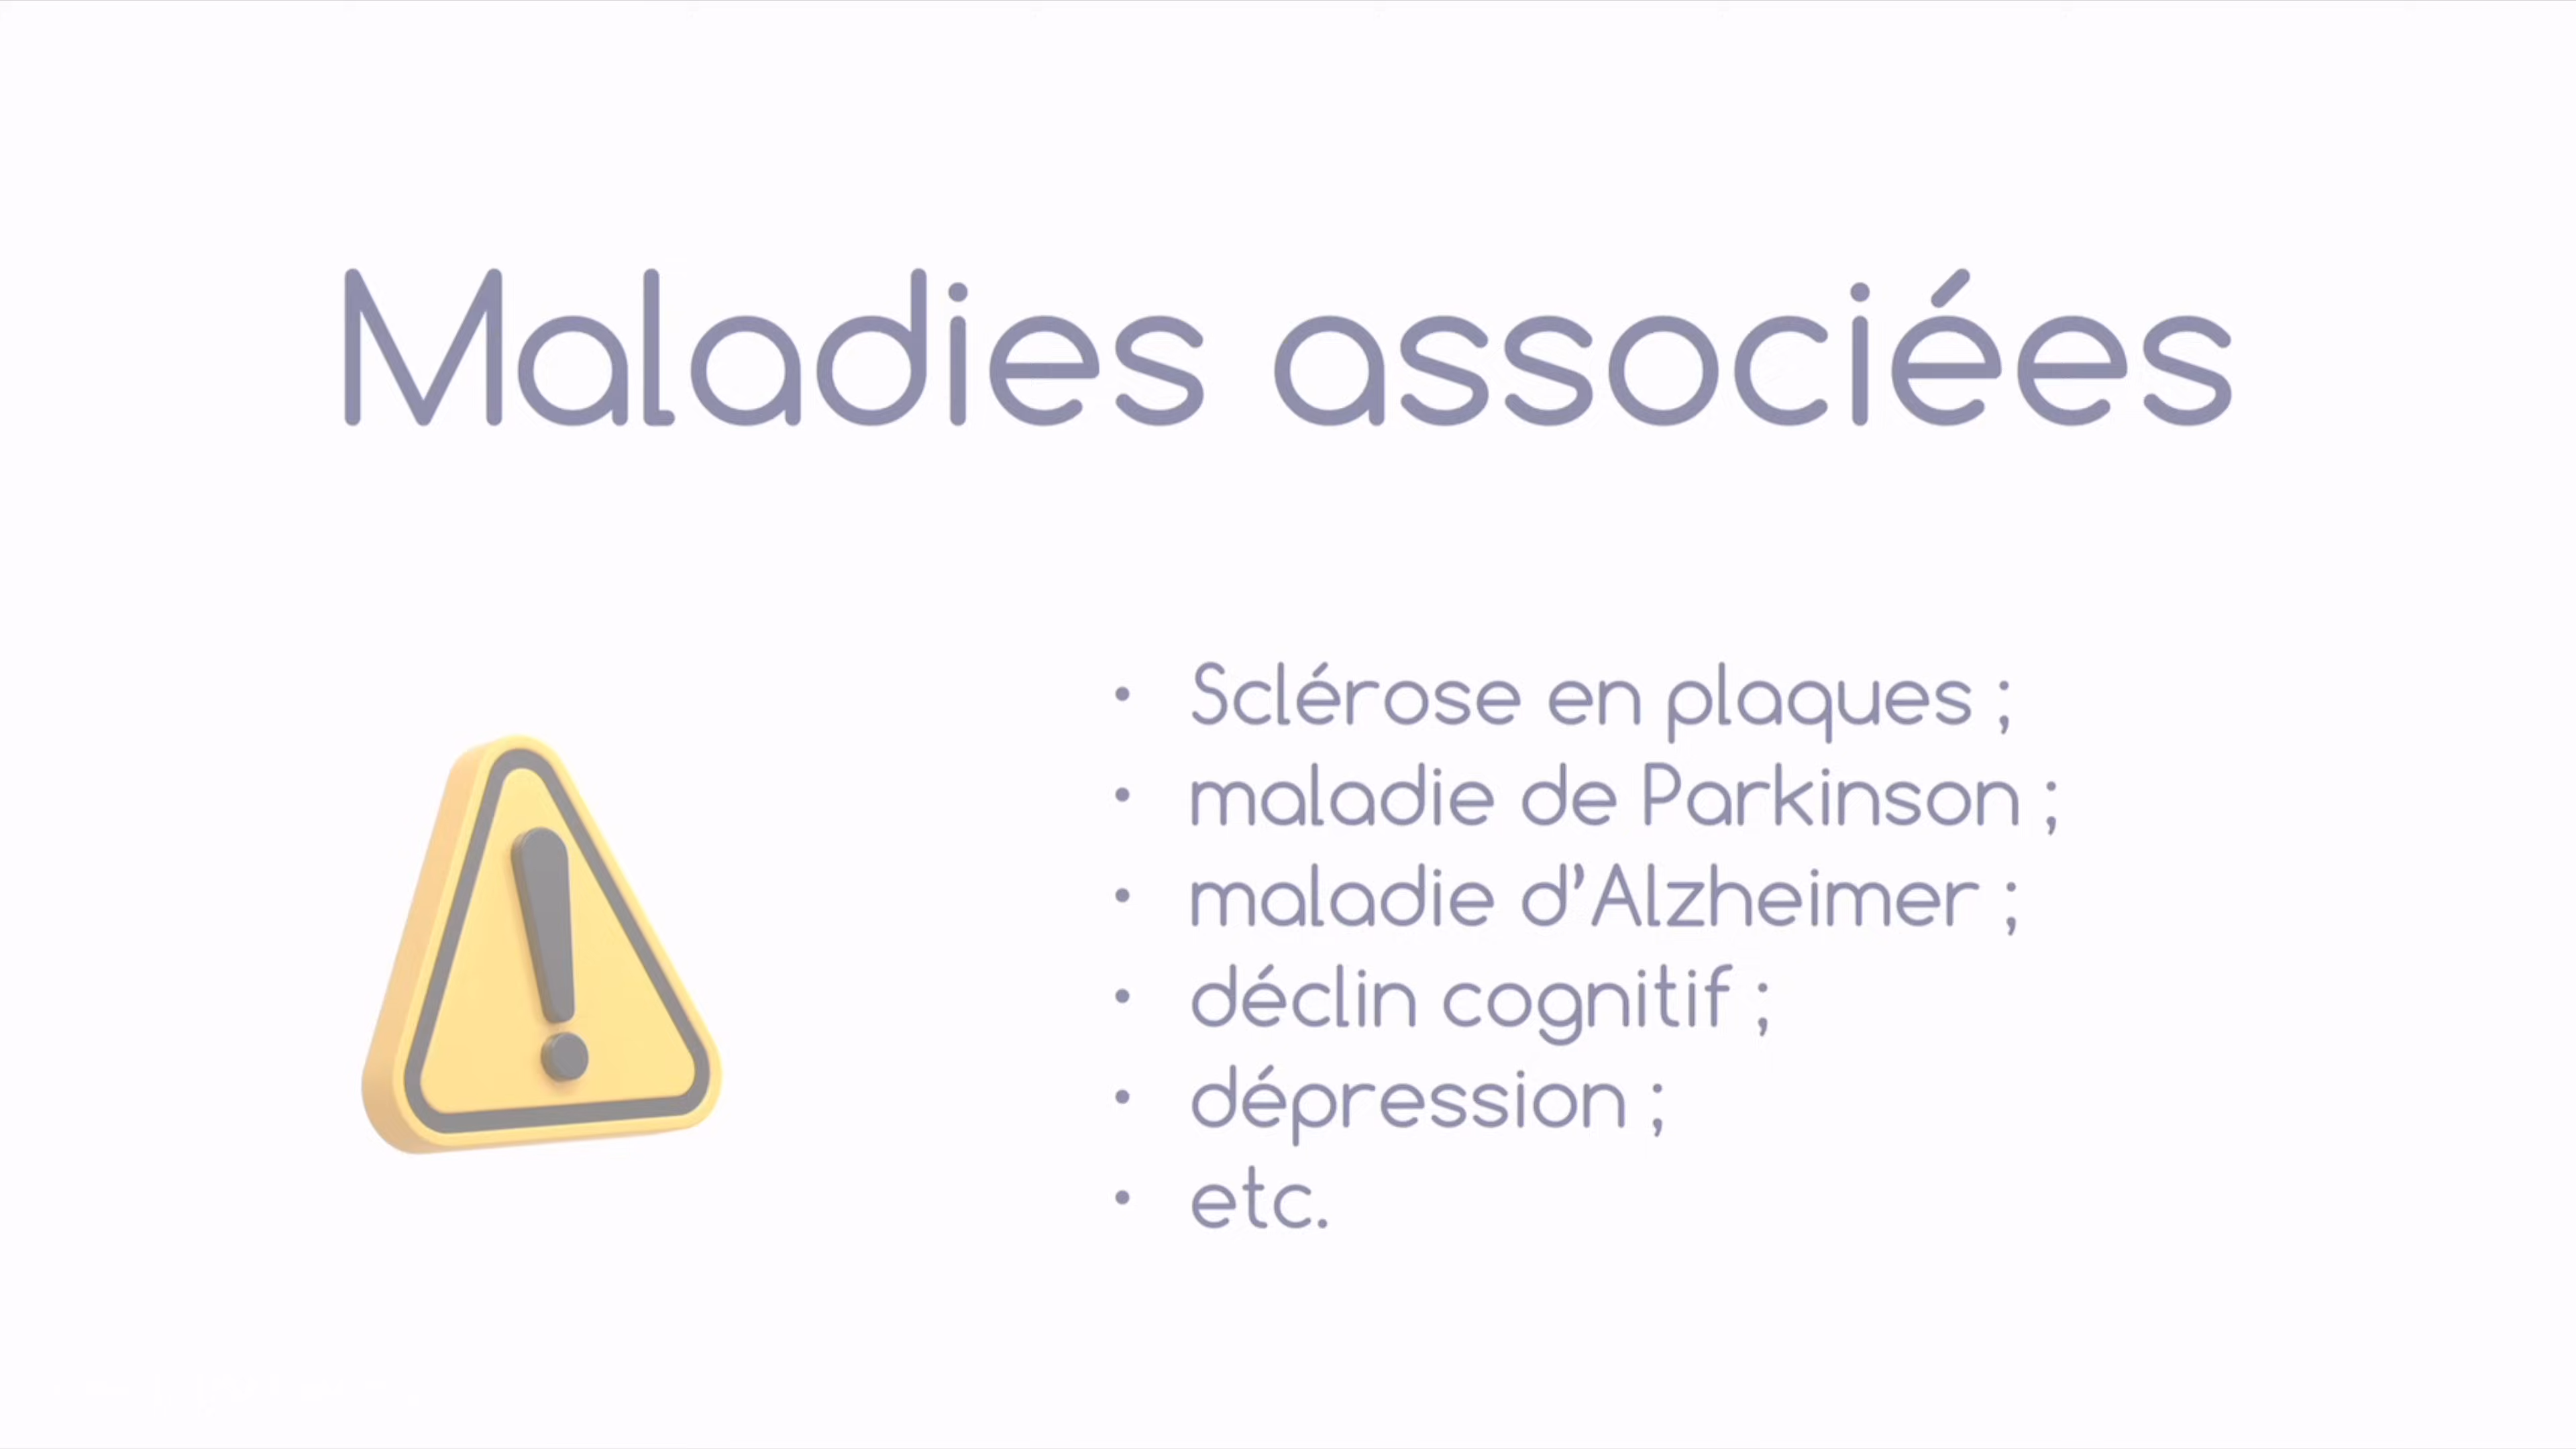 Maladies associées
• Sclérose en plaques ;
• maladie de Parkinson ;
• maladie d’Alzheimer ;
• déclin cognitif ;
• dépression ;
• etc.